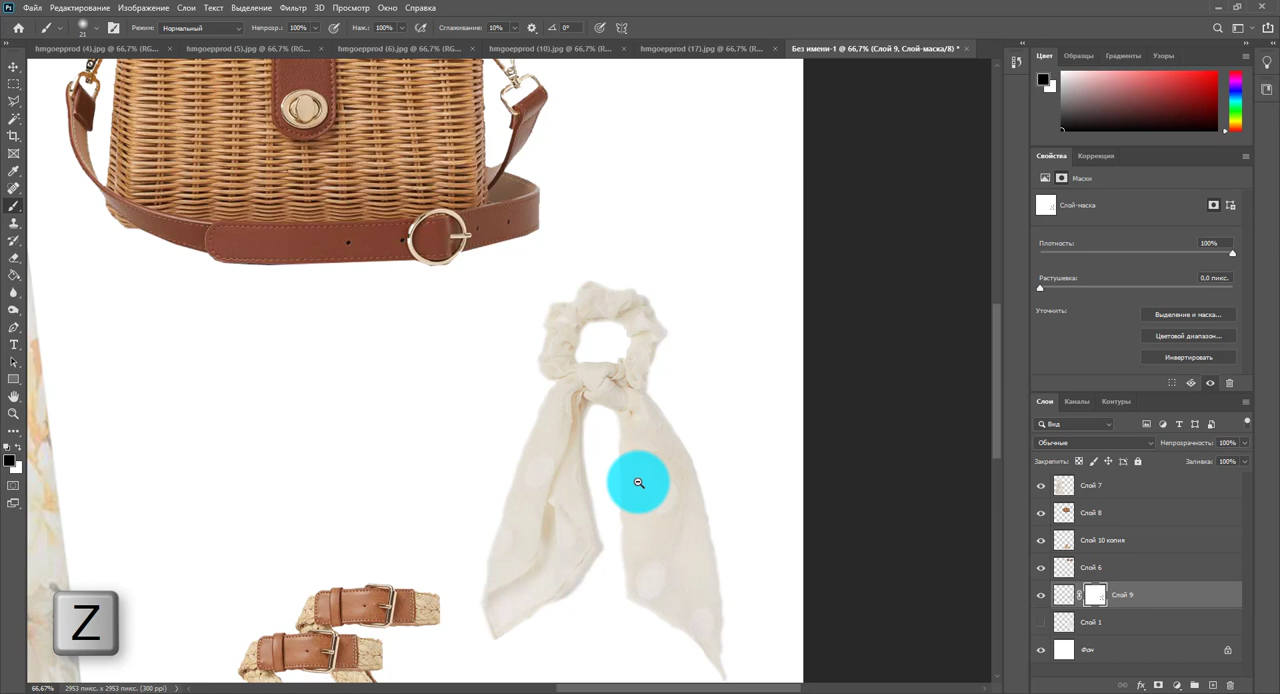 Файл Редактирование Изображение Слои Текст Выделение Фильтр 3D Просмотр Окно Справка
21 Режим: Нормальный Непрозр.: 100% Наж.: 100% Сглаживание: 10% 0°
hmgoepprod (4).jpg @ 66,7% (RG... × hmgoepprod (5).jpg @ 66,7% (RG... × hmgoepprod (6).jpg @ 66,7% (RG... × hmgoepprod (10).jpg @ 66,7% (R... × hmgoepprod (17).jpg @ 66,7% (R... × Без имени-1 @ 66,7% (Слой 9, Слой-маска/8) * ×
Цвет Образцы Градиенты Узоры
Свойства Коррекция
Маски
Слой-маска
Плотность: 100%
Растушевка: 0,0 пикс.
Уточнить: Выделение и маска...
Цветовой диапазон...
Инвертировать
Слои Каналы Контуры
Вид
Обычные Непрозрачность: 100%
Закрепить: Заливка: 100%
Слой 7
Слой 8
Слой 10 копия
Слой 6
Слой 9
Слой 1
Фон
Z
66,67% 2953 пикс. x 2953 пикс. (300 ppi)